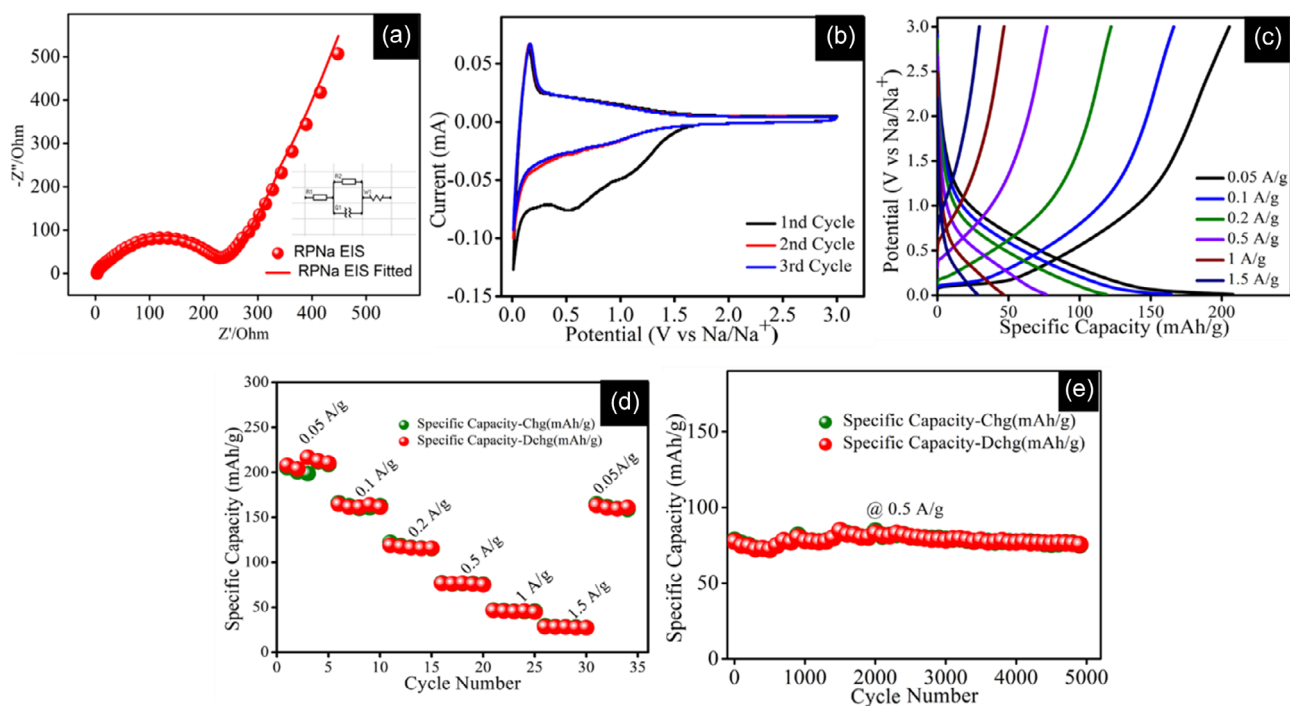 (a)
500
400
300
200
100
0
-Z"/Ohm
R1
R2
Q1
W1
RPNa EIS
RPNa EIS Fitted
0 100 200 300 400 500
Z'/Ohm
(b)
0.05
0.00
-0.05
-0.10
-0.15
Current (mA)
1nd Cycle
2nd Cycle
3rd Cycle
0.0 0.5 1.0 1.5 2.0 2.5 3.0
Potential (V vs Na/Na+)
(c)
3.0
2.5
2.0
1.5
1.0
0.5
0.0
Potential (V vs Na/Na+)
0.05 A/g
0.1 A/g
0.2 A/g
0.5 A/g
1 A/g
1.5 A/g
0 50 100 150 200
Specific Capacity (mAh/g)
(d)
300
250
200
150
100
50
0
Specific Capacity (mAh/g)
Specific Capacity-Chg(mAh/g)
Specific Capacity-Dchg(mAh/g)
0.05 A/g
0.1 A/g
0.2 A/g
0.5 A/g
1 A/g
1.5 A/g
0.05A/g
0 5 10 15 20 25 30 35
Cycle Number
(e)
150
100
50
0
Specific Capacity (mAh/g)
Specific Capacity-Chg(mAh/g)
Specific Capacity-Dchg(mAh/g)
@ 0.5 A/g
0 1000 2000 3000 4000 5000
Cycle Number